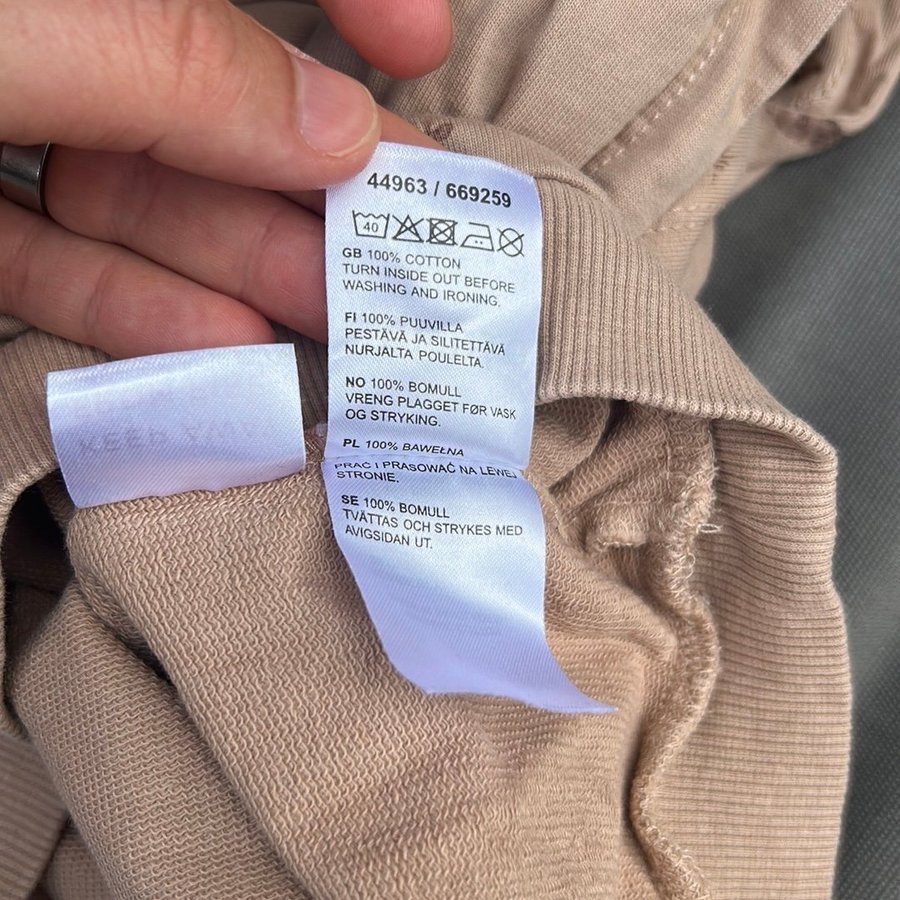 44963 / 669259
40
GB 100% COTTON
TURN INSIDE OUT BEFORE
WASHING AND IRONING.
FI 100% PUUVILLA
PESTÄVÄ JA SILITETTÄVÄ
NURJALTA POULELTA.
NO 100% BOMULL
VRENG PLAGGET FØR VASK
OG STRYKING.
PL 100% BAWEŁNA
PRAĆ I PRASOWAĆ NA LEWEJ
STRONIE.
SE 100% BOMULL
TVÄTTAS OCH STRYKES MED
AVIGSIDAN UT.